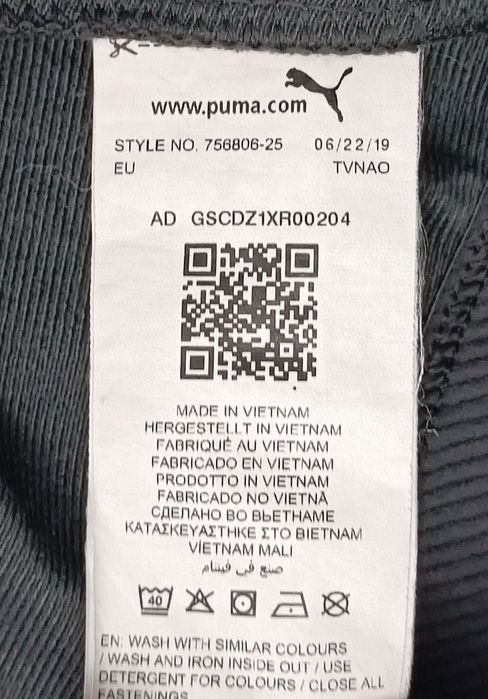 www.puma.com
STYLE NO. 756806-25 06/22/19
EU TVNAO
AD GSCDZ1XR00204
MADE IN VIETNAM
HERGESTELLT IN VIETNAM
FABRIQUÉ AU VIETNAM
FABRICADO EN VIETNAM
PRODOTTO IN VIETNAM
FABRICADO NO VIETNÃ
СДЕЛАНО ВО ВЬЕТНАМЕ
ΚΑΤΑΣΚΕΥΑΣΤΗΚΕ ΣΤΟ ΒΙΕΤΝΑΜ
VİETNAM MALI
صنع في فيتنام
40
EN: WASH WITH SIMILAR COLOURS
/ WASH AND IRON INSIDE OUT / USE
DETERGENT FOR COLOURS / CLOSE ALL
FASTENINGS